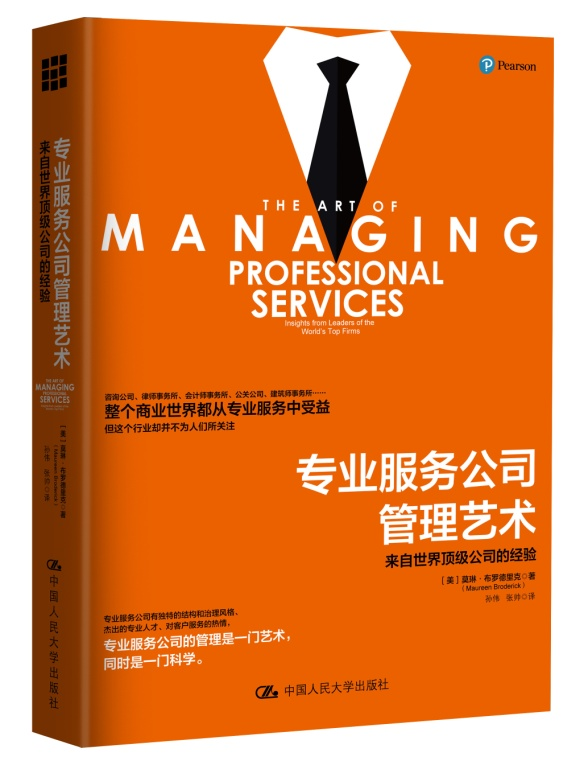 Pearson
THE ART OF
MANAGING
PROFESSIONAL
SERVICES
Insights from Leaders of the
World's Top Firms
咨询公司、律师事务所、会计师事务所、公关公司、建筑师事务所……
整个商业世界都从专业服务中受益
但这个行业却并不为人们所关注
专业服务公司
管理艺术
来自世界顶级公司的经验
［美］莫琳·布罗德里克◇著
（Maureen Broderick）
孙伟 张帅◇译
专业服务公司有独特的结构和治理风格、
杰出的专业人才、对客户服务的热情，
专业服务公司的管理是一门艺术，
同时是一门科学。
中国人民大学出版社
专业服务公司管理艺术
来自世界顶级公司的经验
THE ART OF
MANAGING
PROFESSIONAL
SERVICES
［美］莫琳·布罗德里克◇著
（Maureen Broderick）
孙伟 张帅◇译
中国人民大学出版社